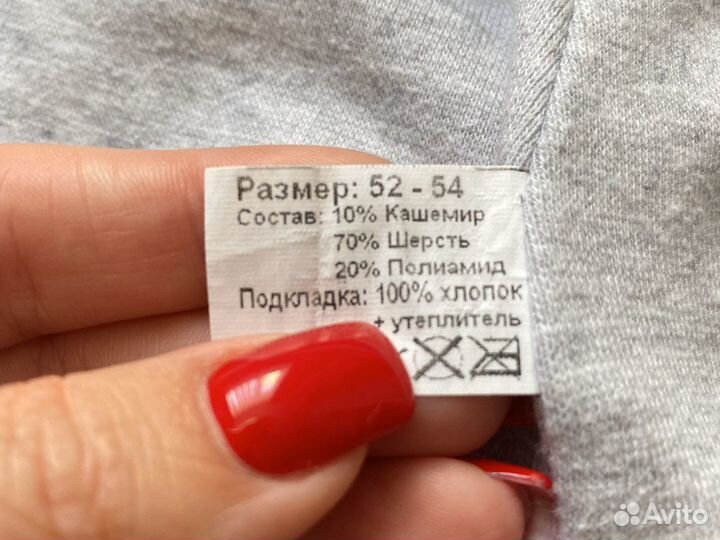 Размер: 52 - 54
Состав: 10% Кашемир
70% Шерсть
20% Полиамид
Подкладка: 100% хлопок
+ утеплитель
Avito